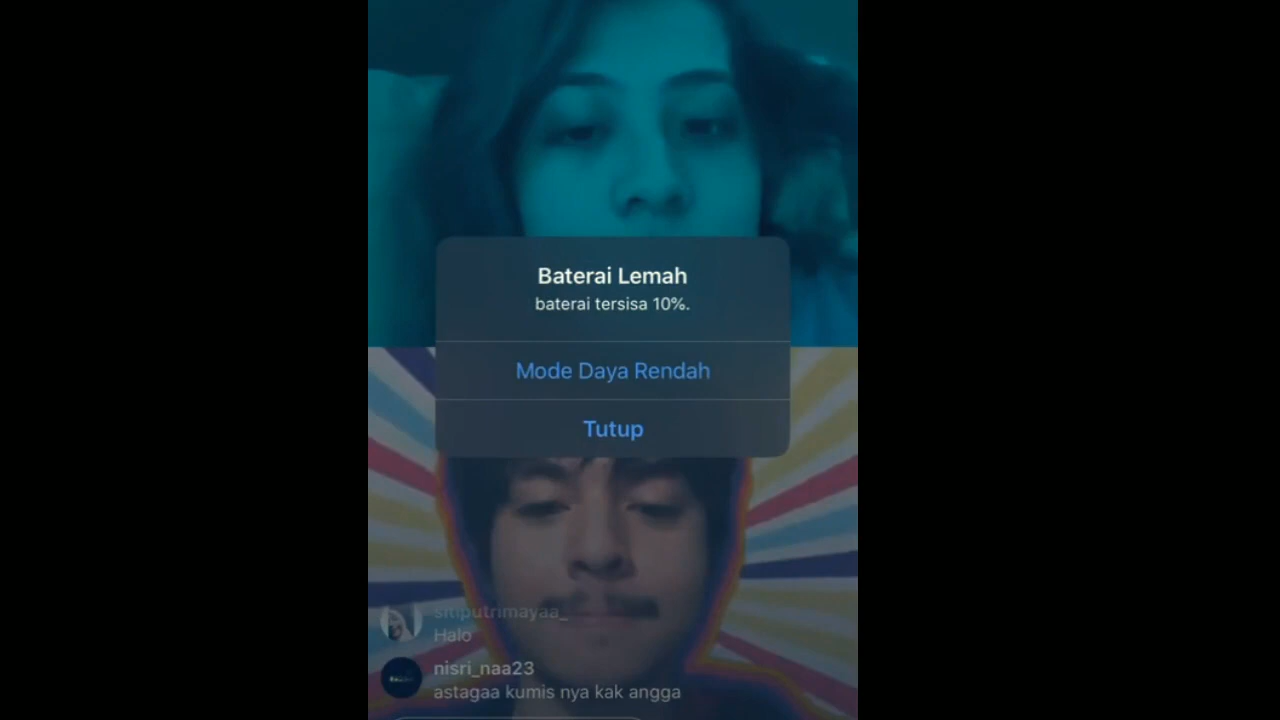 Baterai Lemah
baterai tersisa 10%.
Mode Daya Rendah
Tutup
sitiputrimayaa_
Halo
nisri_naa23
astagaa kumis nya kak angga